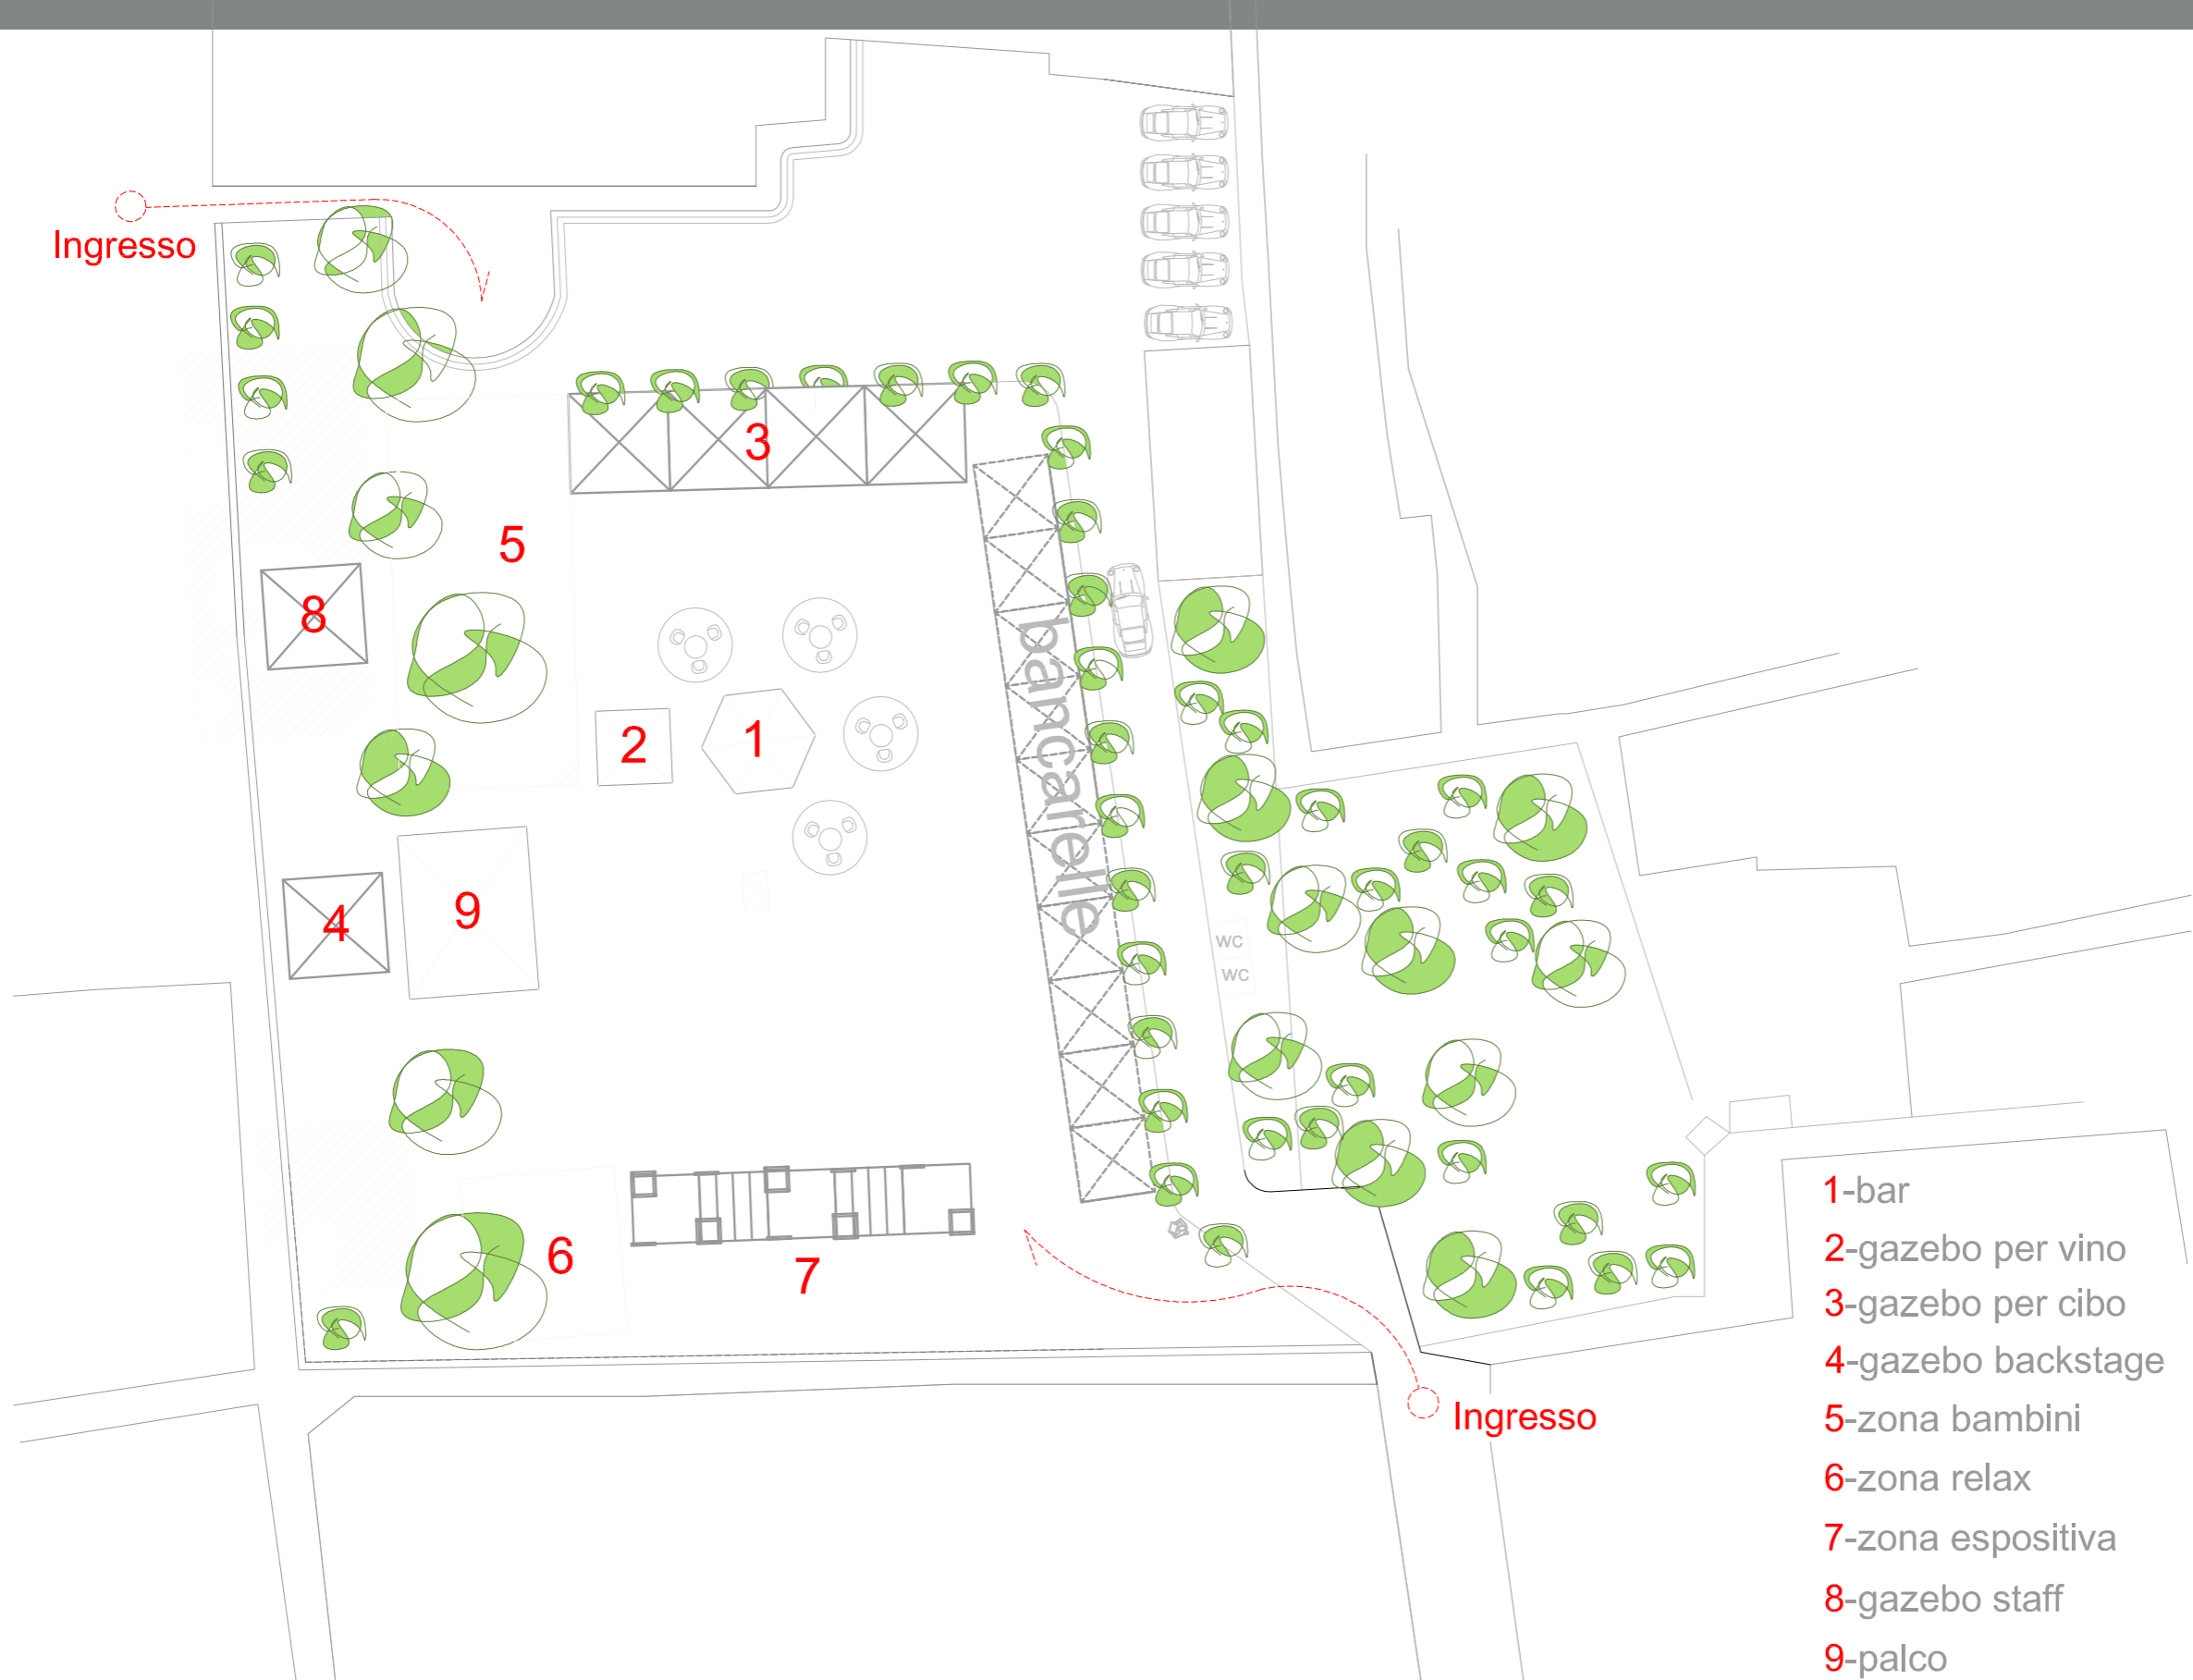 Ingresso
3
5
8
bancarelle
2
1
4
9
WC
WC
6
7
Ingresso
1-bar
2-gazebo per vino
3-gazebo per cibo
4-gazebo backstage
5-zona bambini
6-zona relax
7-zona espositiva
8-gazebo staff
9-palco